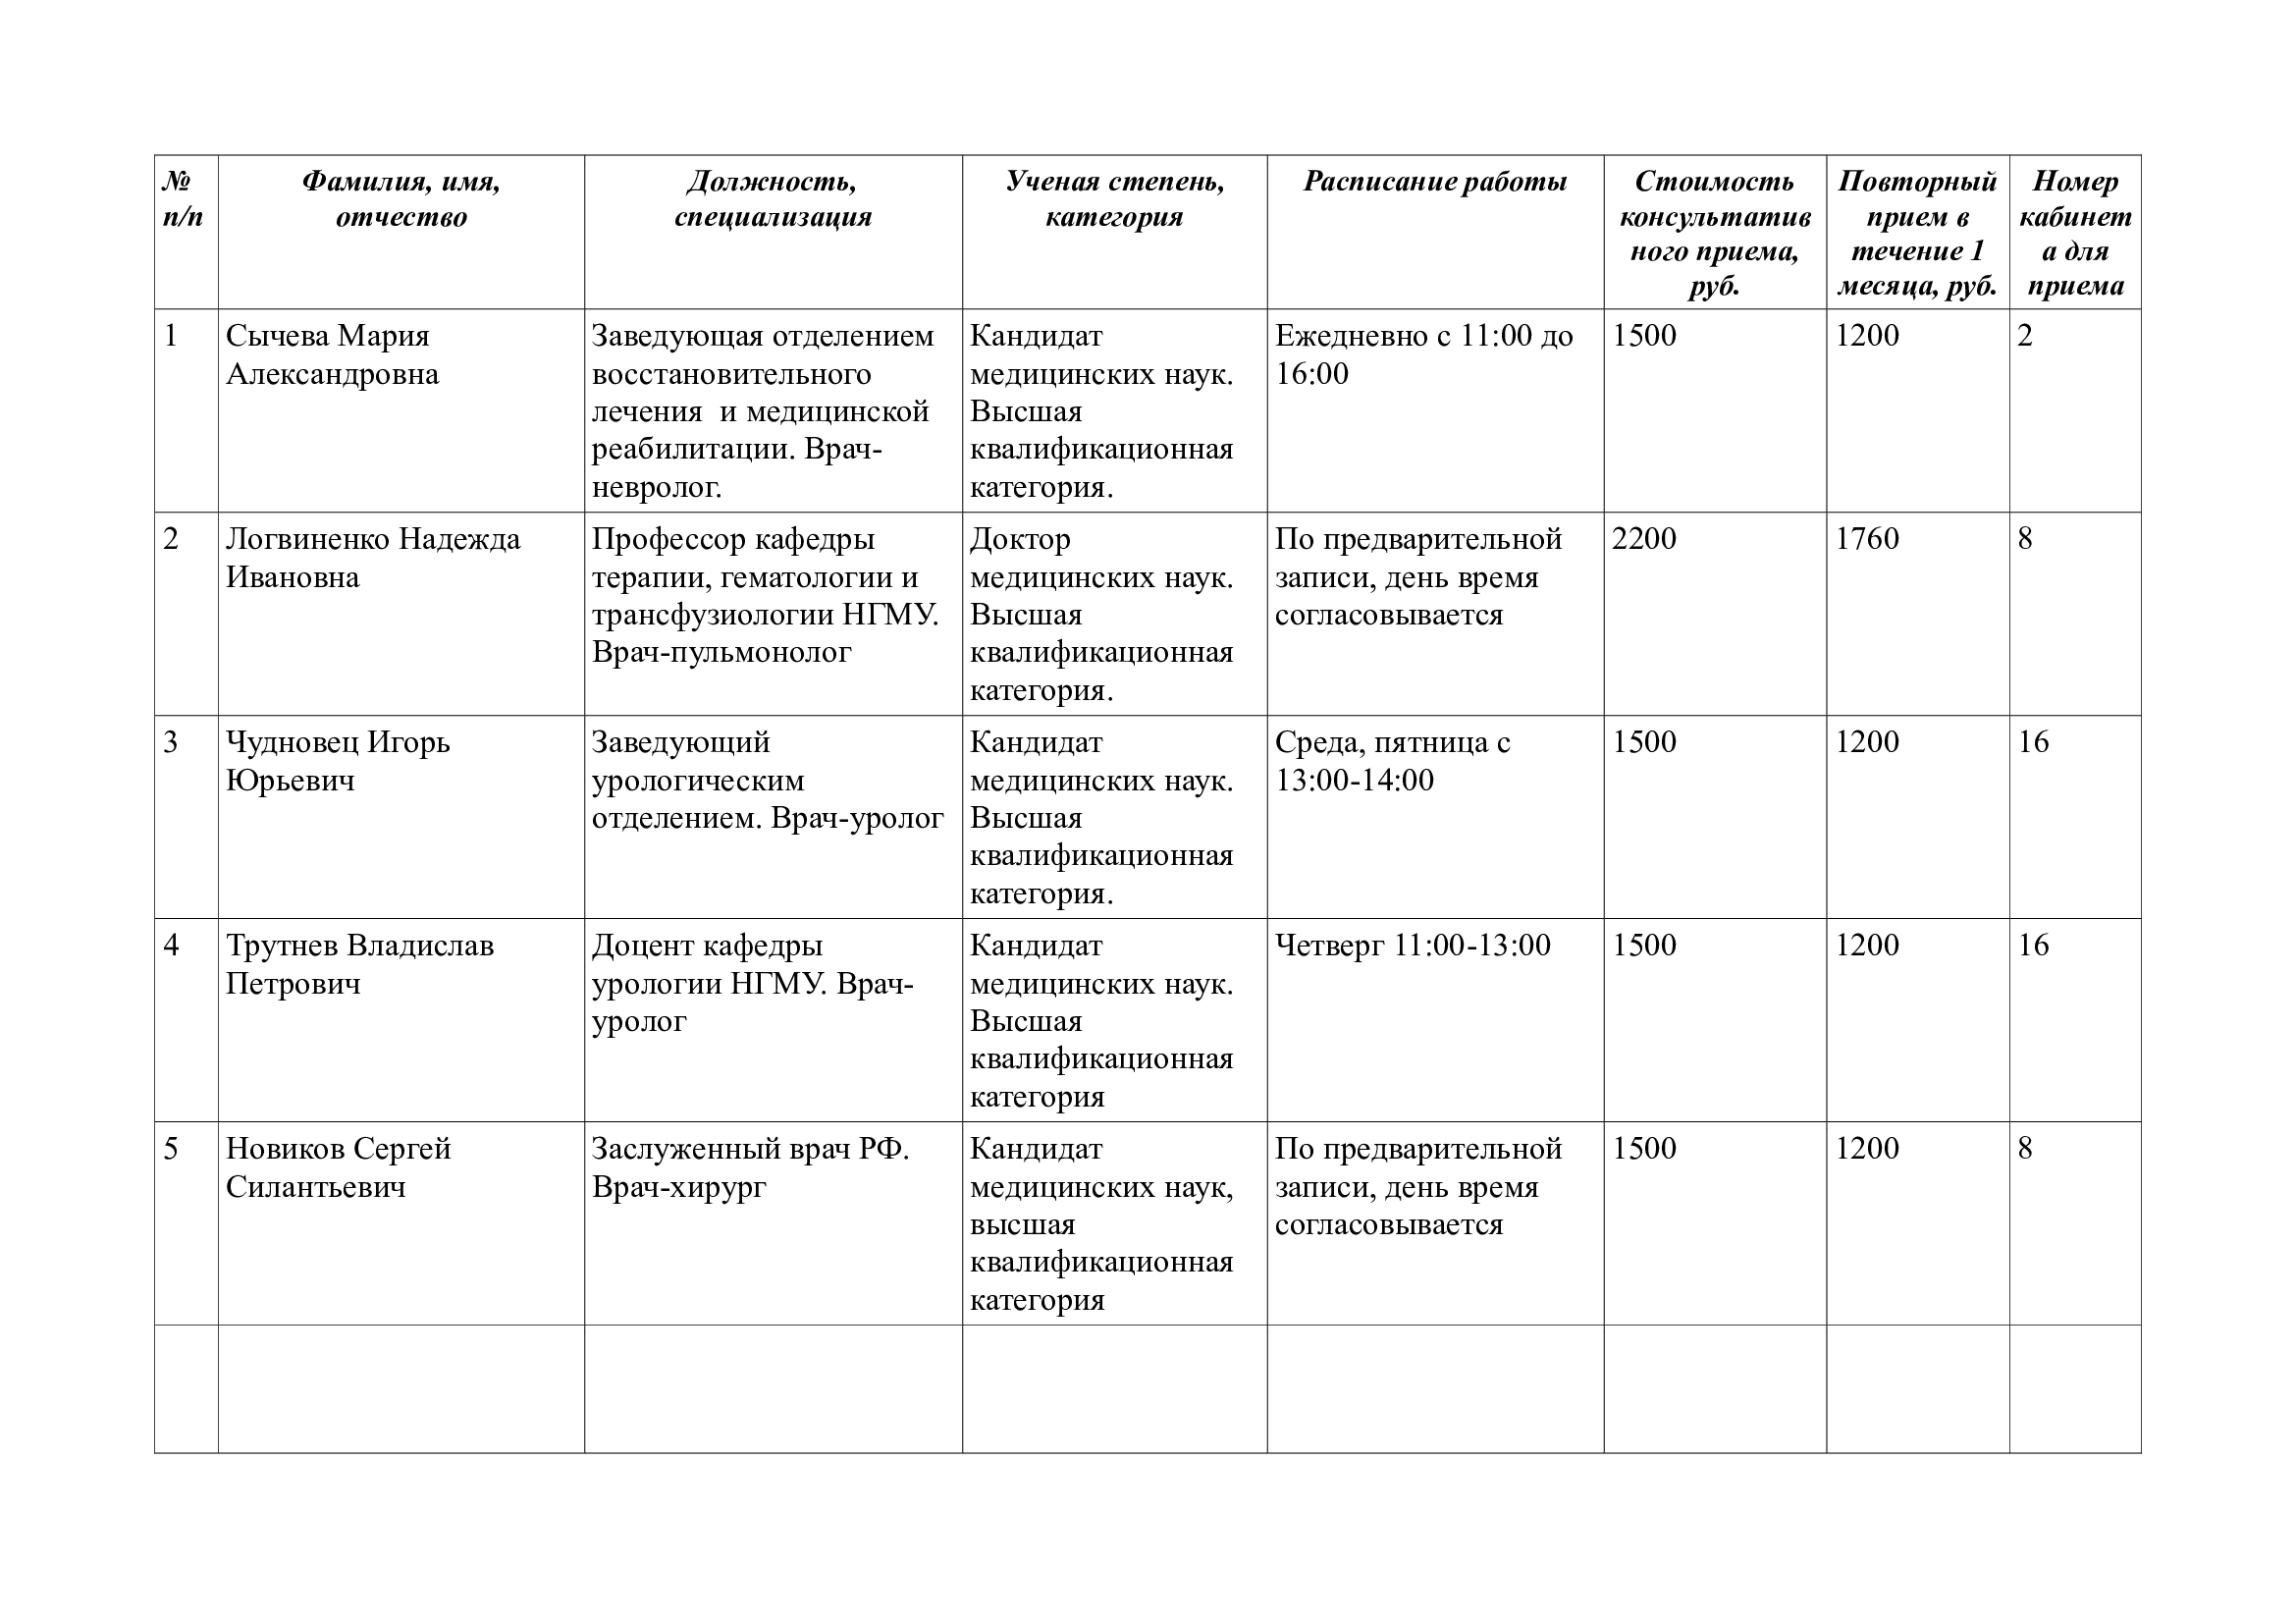 №
п/п
Фамилия, имя,
отчество
Должность,
специализация
Ученая степень,
категория
Расписание работы
Стоимость
консультатив
ного приема,
руб.
Повторный
прием в
течение 1
месяца, руб.
Номер
кабинет
а для
приема
1
Сычева Мария
Александровна
Заведующая отделением
восстановительного
лечения  и медицинской
реабилитации. Врач-
невролог.
Кандидат
медицинских наук.
Высшая
квалификационная
категория.
Ежедневно с 11:00 до
16:00
1500
1200
2
2
Логвиненко Надежда
Ивановна
Профессор кафедры
терапии, гематологии и
трансфузиологии НГМУ.
Врач-пульмонолог
Доктор
медицинских наук.
Высшая
квалификационная
категория.
По предварительной
записи, день время
согласовывается
2200
1760
8
3
Чудновец Игорь
Юрьевич
Заведующий
урологическим
отделением. Врач-уролог
Кандидат
медицинских наук.
Высшая
квалификационная
категория.
Среда, пятница с
13:00-14:00
1500
1200
16
4
Трутнев Владислав
Петрович
Доцент кафедры
урологии НГМУ. Врач-
уролог
Кандидат
медицинских наук.
Высшая
квалификационная
категория
Четверг 11:00-13:00
1500
1200
16
5
Новиков Сергей
Силантьевич
Заслуженный врач РФ.
Врач-хирург
Кандидат
медицинских наук,
высшая
квалификационная
категория
По предварительной
записи, день время
согласовывается
1500
1200
8